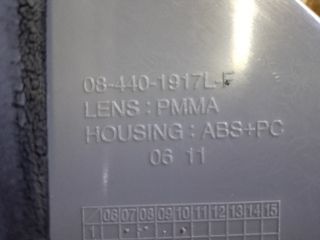 08-440-1917L-F
LENS: PMMA
HOUSING: ABS+PC
06 11
/ 06 07 08 09 10 11 12 13 14 15
1